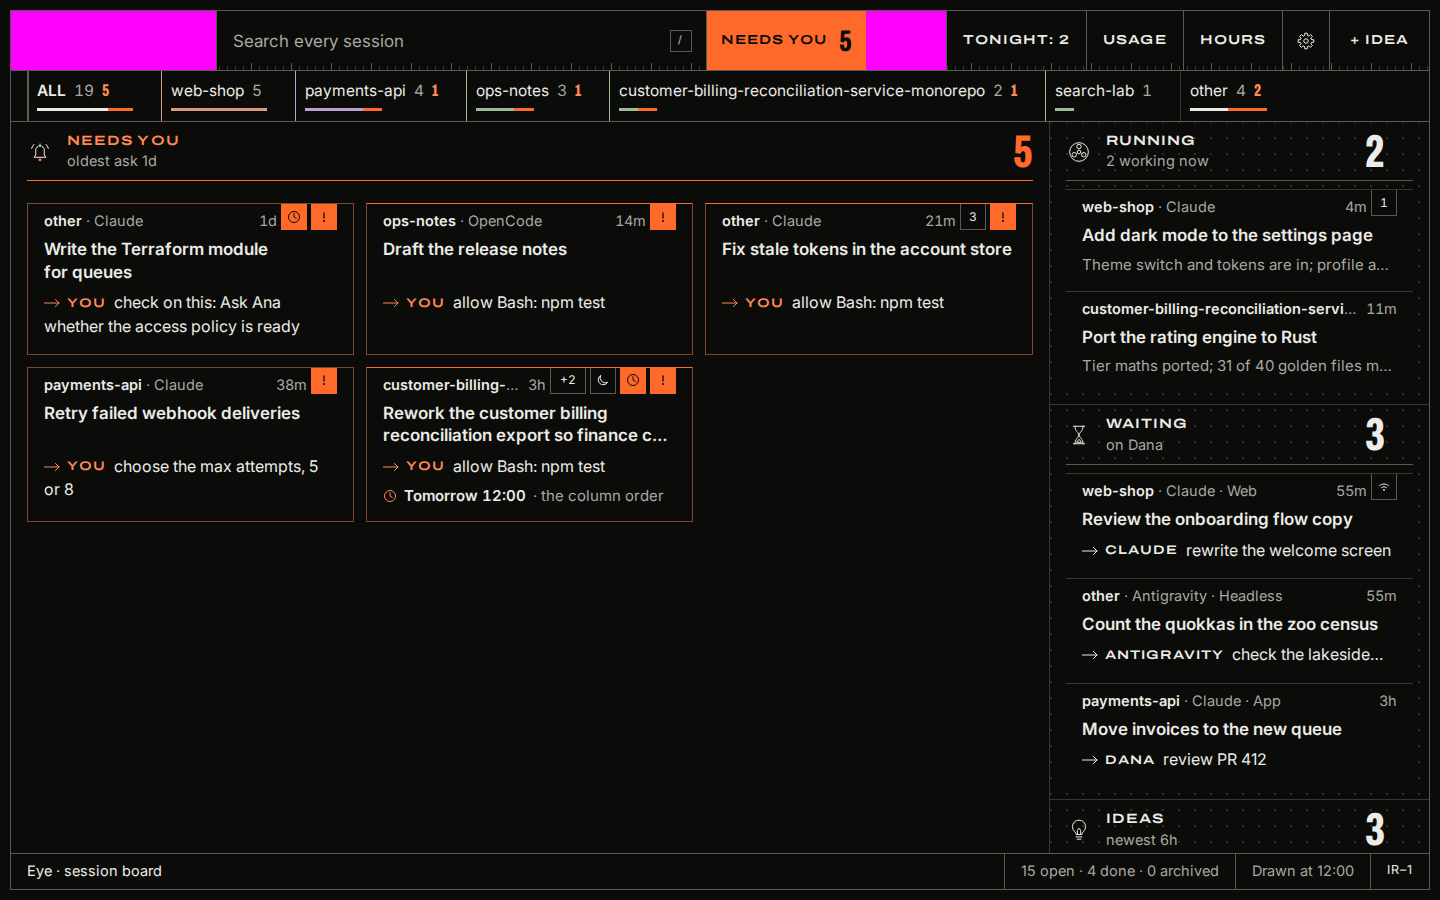 Search every session /
NEEDS YOU 5
TONIGHT: 2
USAGE
HOURS
+ IDEA
ALL 19 5
web-shop 5
payments-api 4 1
ops-notes 3 1
customer-billing-reconciliation-service-monorepo 2 1
search-lab 1
other 4 2
NEEDS YOU
oldest ask 1d
5
other · Claude 1d !
Write the Terraform module
for queues
→ YOU check on this: Ask Ana
whether the access policy is ready
ops-notes · OpenCode 14m !
Draft the release notes
→ YOU allow Bash: npm test
other · Claude 21m 3 !
Fix stale tokens in the account store
→ YOU allow Bash: npm test
payments-api · Claude 38m !
Retry failed webhook deliveries
→ YOU choose the max attempts, 5
or 8
customer-billing-... 3h +2 !
Rework the customer billing
reconciliation export so finance c...
→ YOU allow Bash: npm test
Tomorrow 12:00 · the column order
RUNNING
2 working now
2
web-shop · Claude 4m 1
Add dark mode to the settings page
Theme switch and tokens are in; profile a...
customer-billing-reconciliation-servi... 11m
Port the rating engine to Rust
Tier maths ported; 31 of 40 golden files m...
WAITING
on Dana
3
web-shop · Claude · Web 55m
Review the onboarding flow copy
→ CLAUDE rewrite the welcome screen
other · Antigravity · Headless 55m
Count the quokkas in the zoo census
→ ANTIGRAVITY check the lakeside...
payments-api · Claude · App 3h
Move invoices to the new queue
→ DANA review PR 412
IDEAS
newest 6h
3
Eye · session board
15 open · 4 done · 0 archived
Drawn at 12:00
IR–1